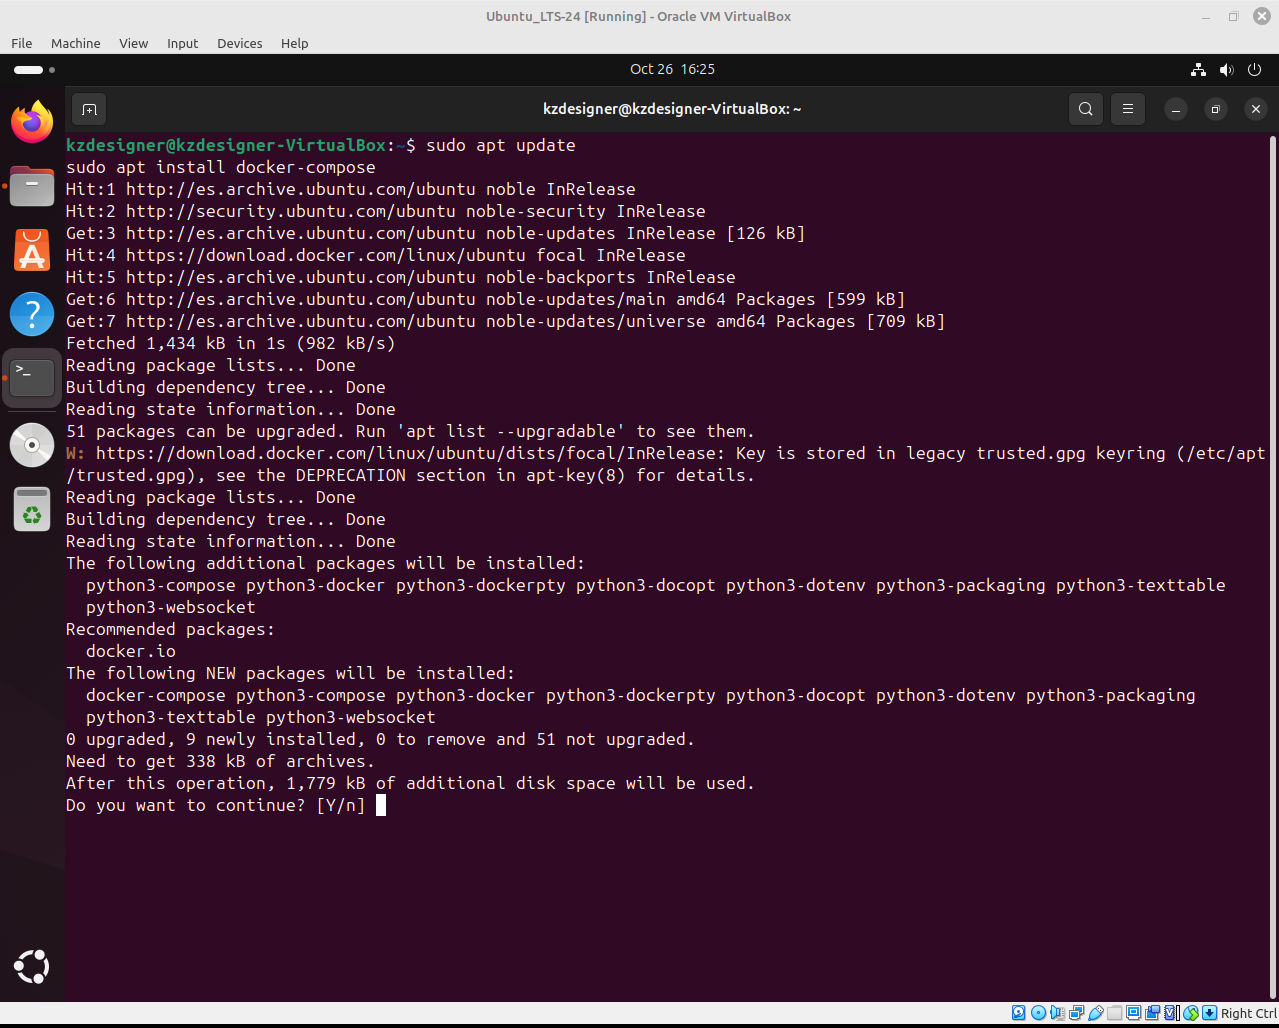 Ubuntu_LTS-24 [Running] - Oracle VM VirtualBox
File Machine View Input Devices Help
Oct 26 16:25
kzdesigner@kzdesigner-VirtualBox: ~
kzdesigner@kzdesigner-VirtualBox:~$ sudo apt update
sudo apt install docker-compose
Hit:1 http://es.archive.ubuntu.com/ubuntu noble InRelease
Hit:2 http://security.ubuntu.com/ubuntu noble-security InRelease
Get:3 http://es.archive.ubuntu.com/ubuntu noble-updates InRelease [126 kB]
Hit:4 https://download.docker.com/linux/ubuntu focal InRelease
Hit:5 http://es.archive.ubuntu.com/ubuntu noble-backports InRelease
Get:6 http://es.archive.ubuntu.com/ubuntu noble-updates/main amd64 Packages [599 kB]
Get:7 http://es.archive.ubuntu.com/ubuntu noble-updates/universe amd64 Packages [709 kB]
Fetched 1,434 kB in 1s (982 kB/s)
Reading package lists... Done
Building dependency tree... Done
Reading state information... Done
51 packages can be upgraded. Run 'apt list --upgradable' to see them.
W: https://download.docker.com/linux/ubuntu/dists/focal/InRelease: Key is stored in legacy trusted.gpg keyring (/etc/apt
/trusted.gpg), see the DEPRECATION section in apt-key(8) for details.
Reading package lists... Done
Building dependency tree... Done
Reading state information... Done
The following additional packages will be installed:
  python3-compose python3-docker python3-dockerpty python3-docopt python3-dotenv python3-packaging python3-texttable
  python3-websocket
Recommended packages:
  docker.io
The following NEW packages will be installed:
  docker-compose python3-compose python3-docker python3-dockerpty python3-docopt python3-dotenv python3-packaging
  python3-texttable python3-websocket
0 upgraded, 9 newly installed, 0 to remove and 51 not upgraded.
Need to get 338 kB of archives.
After this operation, 1,779 kB of additional disk space will be used.
Do you want to continue? [Y/n]
Right Ctrl